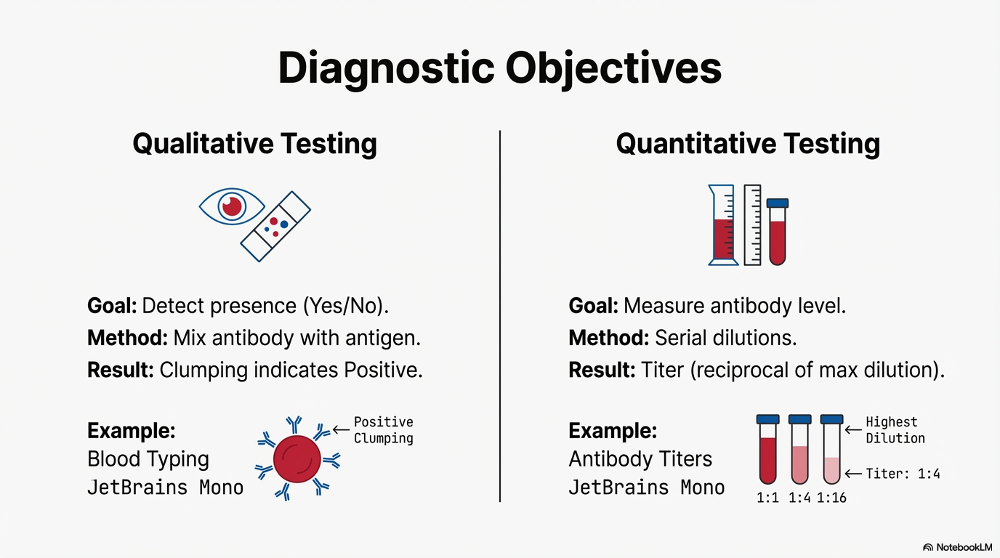 Diagnostic Objectives
Qualitative Testing
Goal: Detect presence (Yes/No).
Method: Mix antibody with antigen.
Result: Clumping indicates Positive.
Example:
Blood Typing
JetBrains Mono
Positive
Clumping
Quantitative Testing
Goal: Measure antibody level.
Method: Serial dilutions.
Result: Titer (reciprocal of max dilution).
Example:
Antibody Titers
JetBrains Mono
Highest
Dilution
Titer: 1:4
1:1 1:4 1:16
NotebookLM